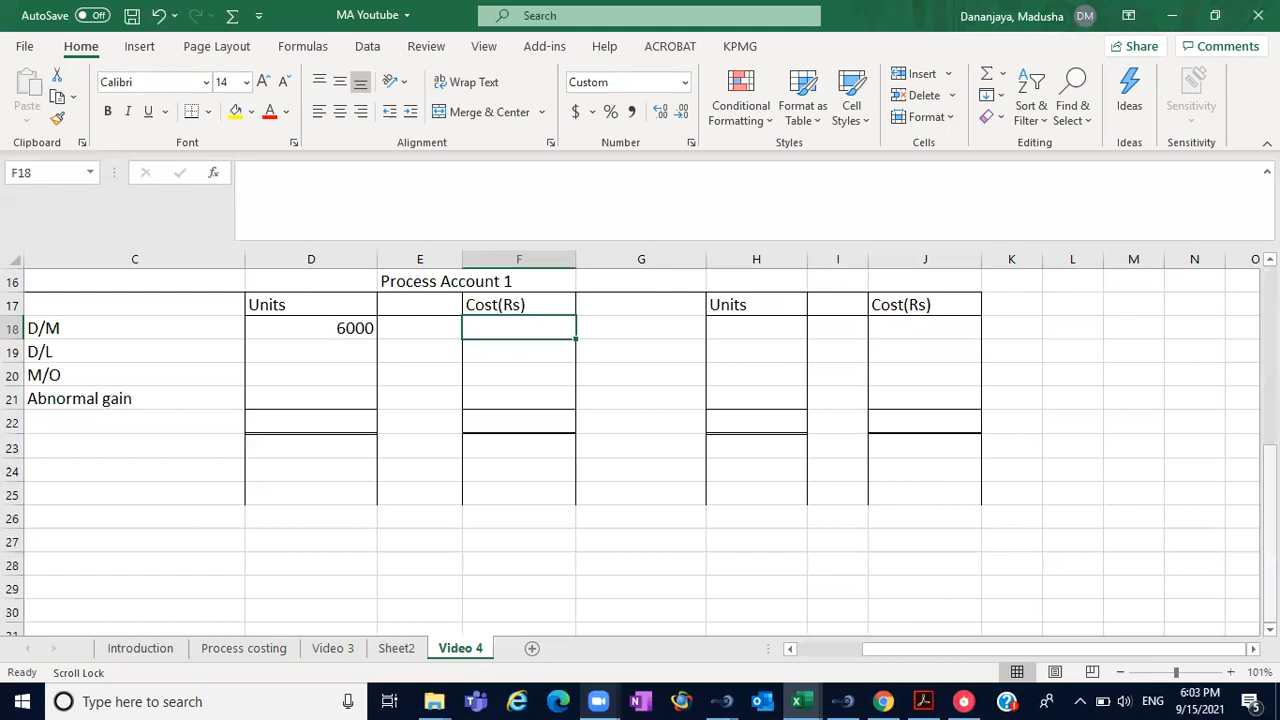 AutoSave Off MA Youtube Search Dananjaya, Madusha DM
File Home Insert Page Layout Formulas Data Review View Add-ins Help ACROBAT KPMG Share Comments
Paste Calibri 14 A A Wrap Text Custom Conditional Formatting Format as Table Cell Styles Insert Sort & Filter Find & Select Ideas Sensitivity
B I U A Merge & Center $ % Delete
Format
Clipboard Font Alignment Number Styles Cells Editing Ideas Sensitivity
F18 fx
C D E F G H I J K L M N O
16 Process Account 1
17 Units Cost(Rs) Units Cost(Rs)
18 D/M 6000
19 D/L
20 M/O
21 Abnormal gain
22
23
24
25
26
27
28
29
30
Introduction Process costing Video 3 Sheet2 Video 4
Ready Scroll Lock 101%
Type here to search ENG 6:03 PM
9/15/2021 5